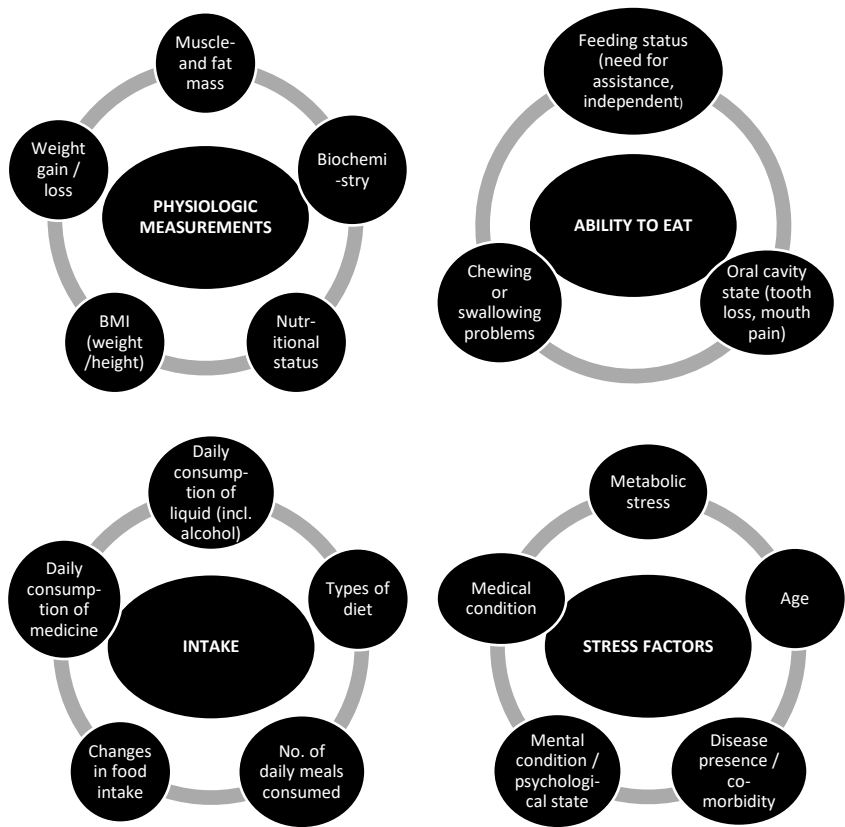 Muscle-
and fat
mass
Biochemi
-stry
Nutr-
itional
status
BMI
(weight
/height)
Weight
gain /
loss
PHYSIOLOGIC
MEASUREMENTS
Feeding status
(need for
assistance,
independent)
Oral cavity
state (tooth
loss, mouth
pain)
Chewing
or
swallowing
problems
ABILITY TO EAT
Daily
consump-
tion of
liquid (incl.
alcohol)
Types of
diet
No. of
daily meals
consumed
Changes
in food
intake
Daily
consump-
tion of
medicine
INTAKE
Metabolic
stress
Age
Disease
presence /
co-
morbidity
Mental
condition /
psychologi-
cal state
Medical
condition
STRESS FACTORS